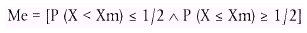 Me = [P (X < Xm) ≤ 1/2 ∧ P (X ≤ Xm) ≥ 1/2]